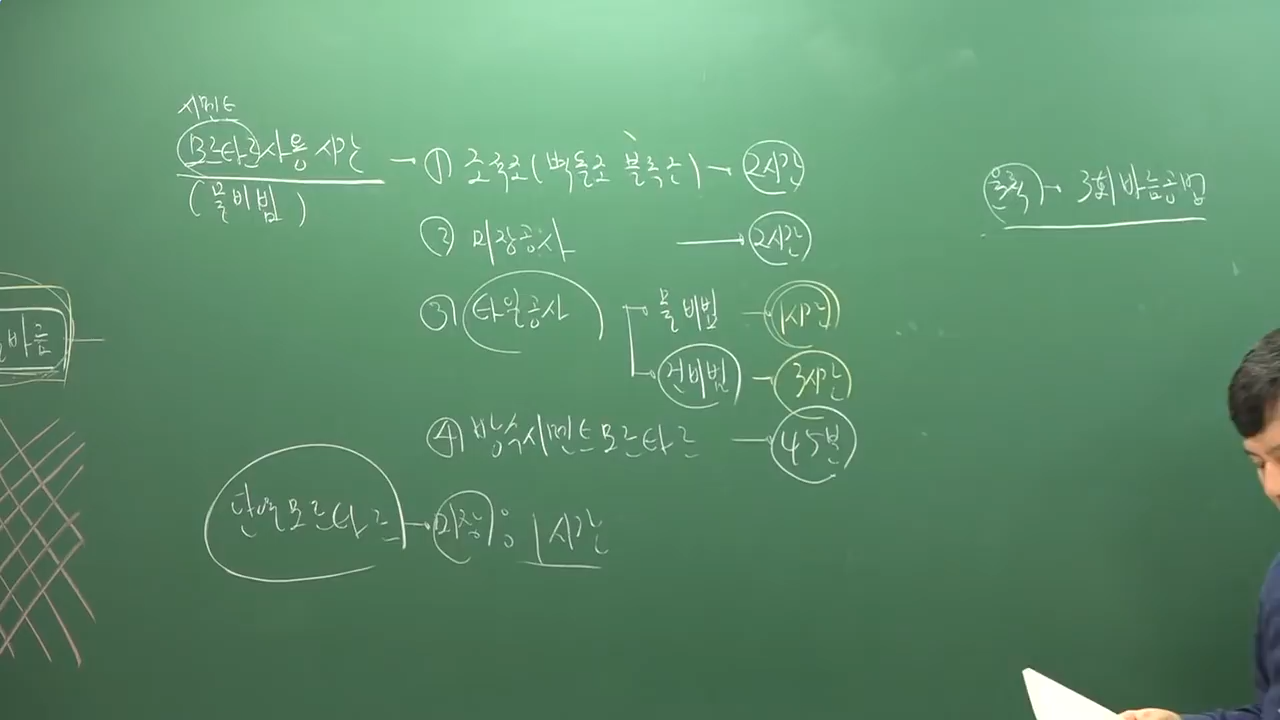 시멘트
모르타르 사용 시간
(물비빔)
→ ① 조적조 (벽돌조 블록조) → 2시간
② 미장공사 → 2시간
③ 타일공사
물비빔 → 1시간
건비빔 → 3시간
④ 방수시멘트모르타르 → 45분
단열모르타르 → 미장: 1시간
→ 3회바름공법
바름